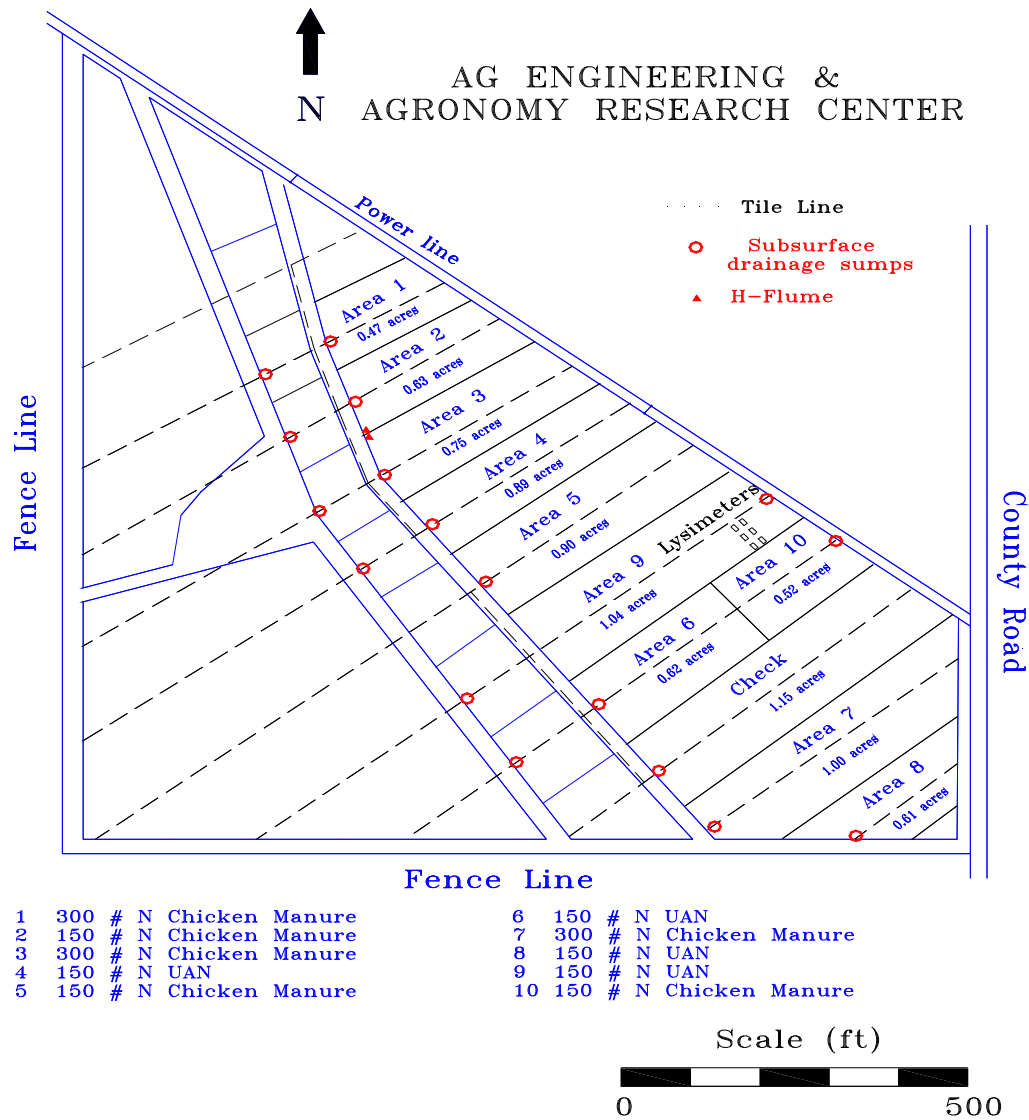 AG ENGINEERING &
AGRONOMY RESEARCH CENTER
N
Tile Line
Subsurface
drainage sumps
H-Flume
Power line
Area 1
0.47 acres
Area 2
0.63 acres
Area 3
0.75 acres
Area 4
0.89 acres
Area 5
0.90 acres
Lysimeters
Area 9
1.04 acres
Area 10
0.52 acres
Area 6
0.62 acres
Check
1.15 acres
Area 7
1.00 acres
Area 8
0.61 acres
Fence Line
County Road
Fence Line
1 300 # N Chicken Manure
2 150 # N Chicken Manure
3 300 # N Chicken Manure
4 150 # N UAN
5 150 # N Chicken Manure
6 150 # N UAN
7 300 # N Chicken Manure
8 150 # N UAN
9 150 # N UAN
10 150 # N Chicken Manure
Scale (ft)
0 500